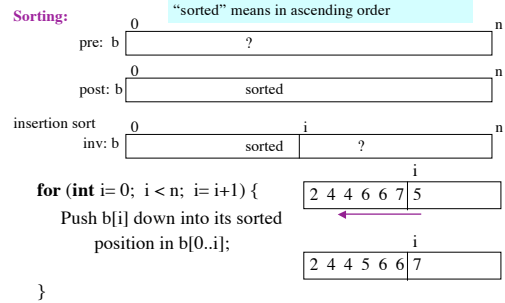 Sorting:
“sorted” means in ascending order
0 n
pre: b ?
0 n
post: b sorted
insertion sort
0 i n
inv: b sorted ?
for (int i= 0; i < n; i= i+1) {
Push b[i] down into its sorted
position in b[0..i];
}
i
2 4 4 6 6 7 5
i
2 4 4 5 6 6 7